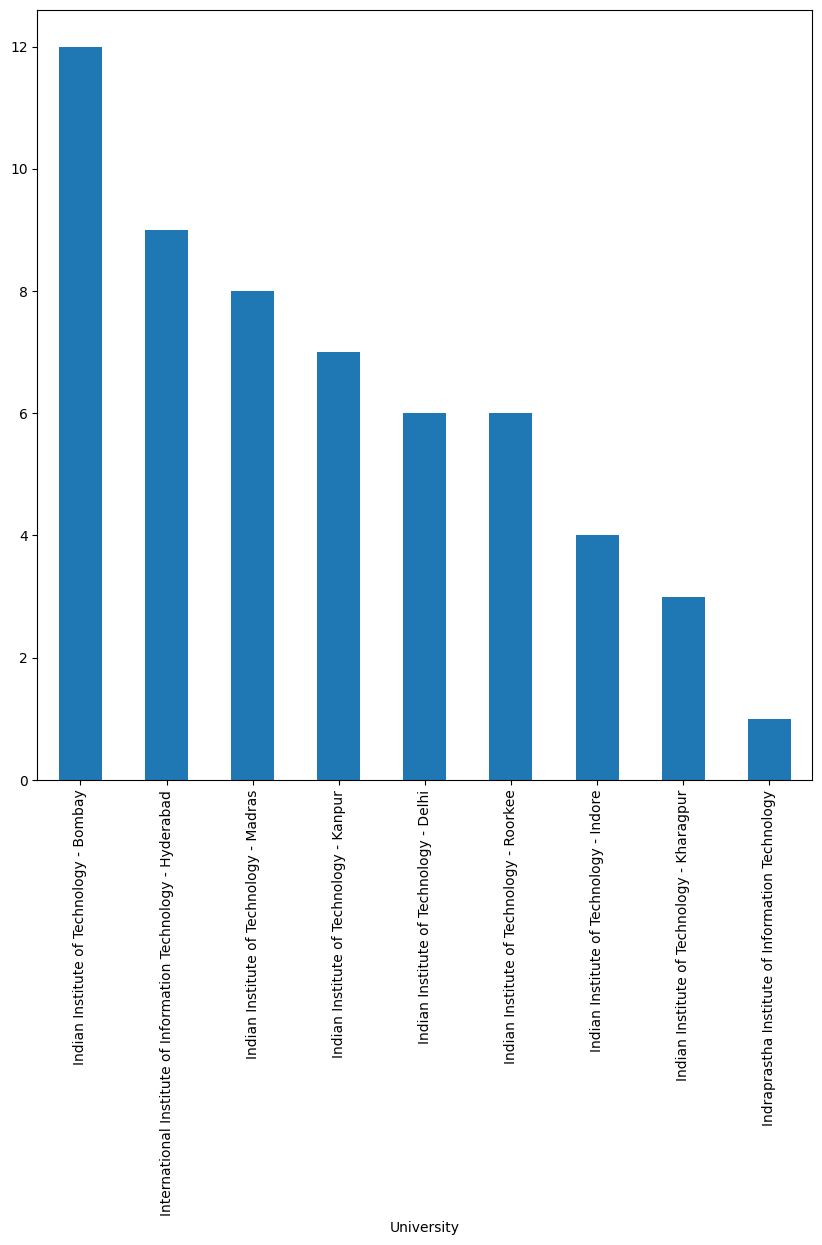 12
10
8
6
4
2
0
Indian Institute of Technology - Bombay
International Institute of Information Technology - Hyderabad
Indian Institute of Technology - Madras
Indian Institute of Technology - Kanpur
Indian Institute of Technology - Delhi
Indian Institute of Technology - Roorkee
Indian Institute of Technology - Indore
Indian Institute of Technology - Kharagpur
Indraprastha Institute of Information Technology
University